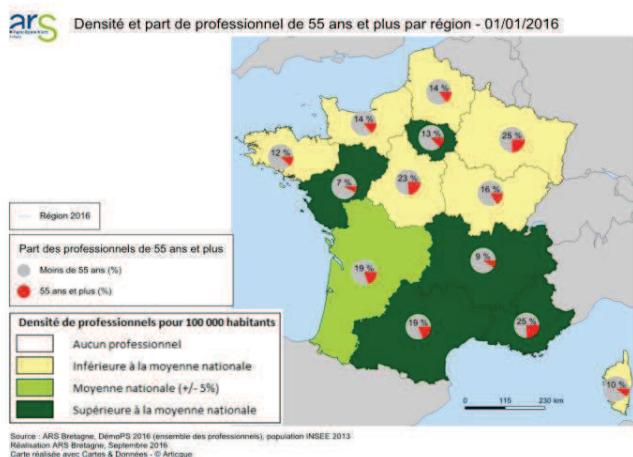 ars
Densité et part de professionnel de 55 ans et plus par région - 01/01/2016
14 %
14 %
13 %
25 %
12 %
7 %
23 %
16 %
9 %
19 %
19 %
25 %
10 %
Région 2016
Part des professionnels de 55 ans et plus
Moins de 55 ans (%)
55 ans et plus (%)
Densité de professionnels pour 100 000 habitants
Aucun professionnel
Inférieure à la moyenne nationale
Moyenne nationale (+/- 5%)
Supérieure à la moyenne nationale
0 115 230 km
Source : ARS Bretagne, DémoPS 2016 (ensemble des professionnels), population INSEE 2013
Réalisation ARS Bretagne, Septembre 2016
Carte réalisée avec Cartes & Données - © Articque